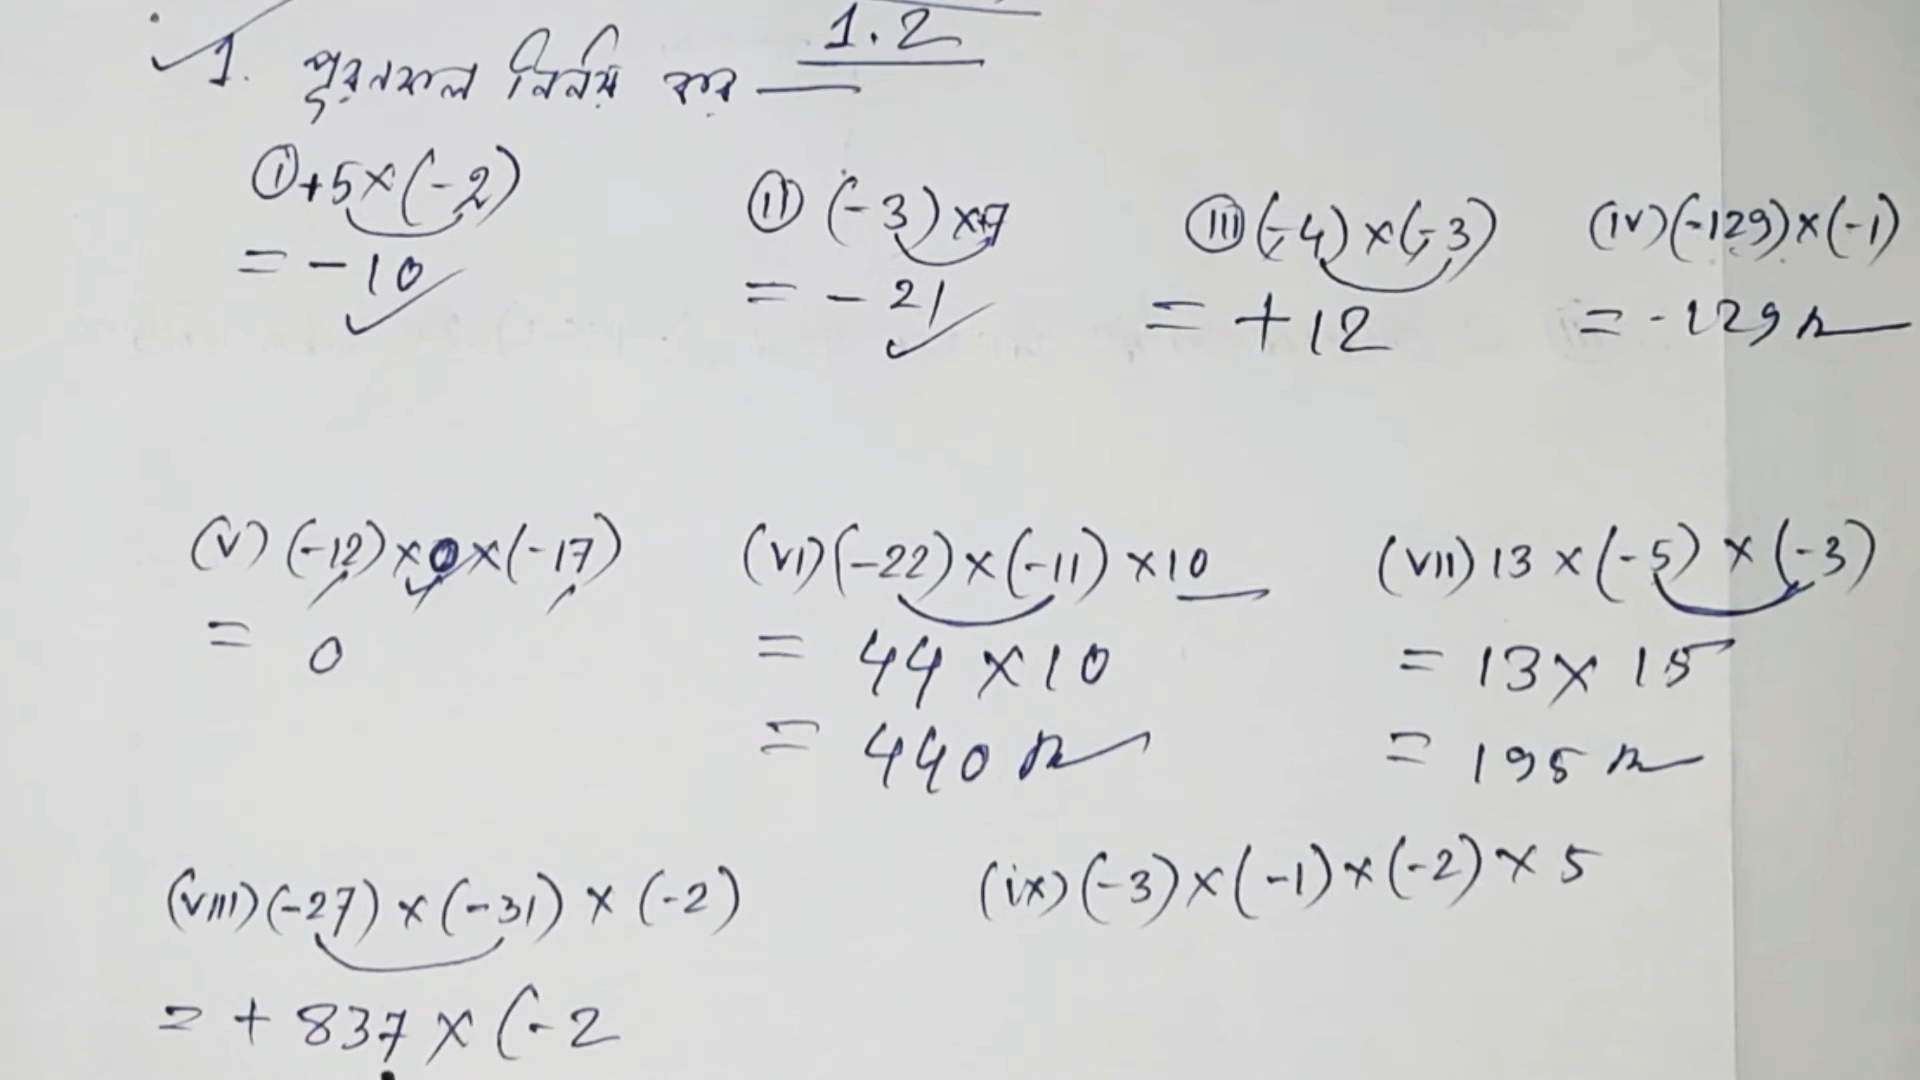 1.2
1. পুরণফল নির্নয় কর
(i) +5×(-2)
= -10
(ii) (-3) ×+7
= - 21
(iii) (-4) × (-3)
= +12
(iv) (-129)×(-1)
= -129
(v) (-12)×0×(-17)
= 0
(vi) (-22)×(-11) ×10
= 44 ×10
= 440
(vii) 13 × (-5) × (-3)
= 13× 15
= 195
(viii) (-27) × (-31) × (-2)
= + 837 × (-2
(ix) (-3)×(-1)×(-2) × 5